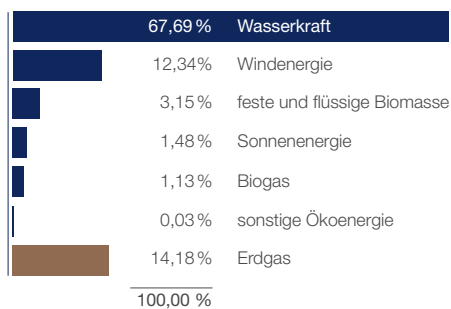 67,69 % Wasserkraft
12,34% Windenergie
3,15% feste und flüssige Biomasse
1,48% Sonnenenergie
1,13% Biogas
0,03% sonstige Ökoenergie
14,18% Erdgas
100,00 %